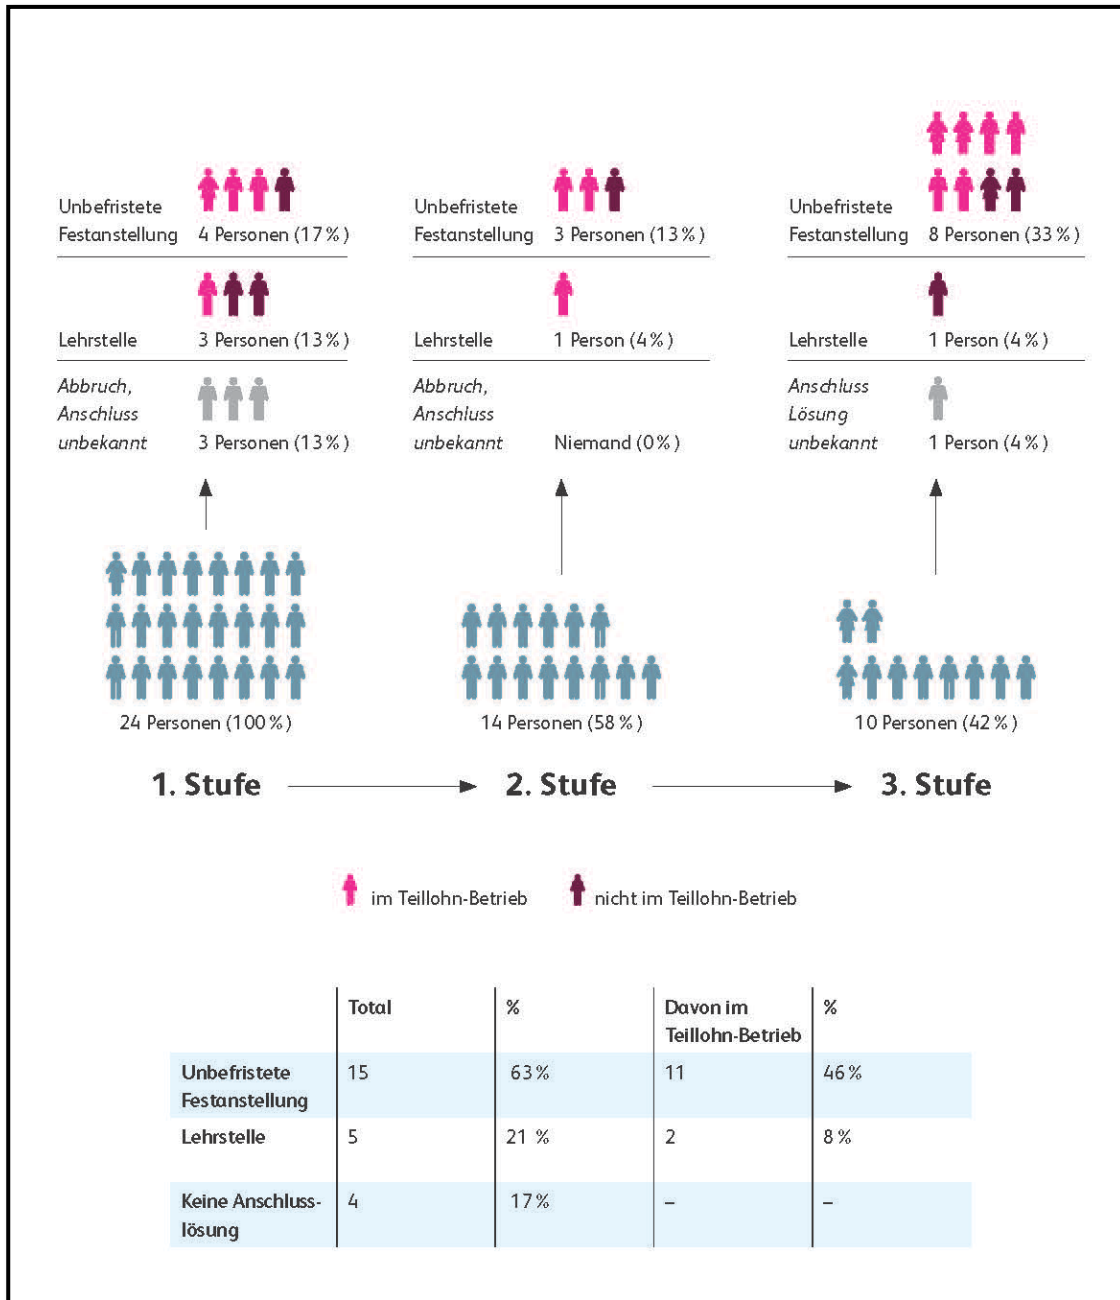 Unbefristete
Festanstellung 4 Personen (17 %)
Lehrstelle 3 Personen (13 %)
Abbruch,
Anschluss
unbekannt 3 Personen (13 %)
24 Personen (100 %)
1. Stufe
Unbefristete
Festanstellung 3 Personen (13 %)
Lehrstelle 1 Person (4 %)
Abbruch,
Anschluss
unbekannt Niemand (0 %)
14 Personen (58 %)
2. Stufe
Unbefristete
Festanstellung 8 Personen (33 %)
Lehrstelle 1 Person (4 %)
Anschluss
Lösung
unbekannt 1 Person (4 %)
10 Personen (42 %)
3. Stufe
im Teillohn-Betrieb nicht im Teillohn-Betrieb
Total % Davon im %
Teillohn-Betrieb
Unbefristete 15 63 % 11 46 %
Festanstellung
Lehrstelle 5 21 % 2 8 %
Keine Anschluss- 4 17 % – –
lösung